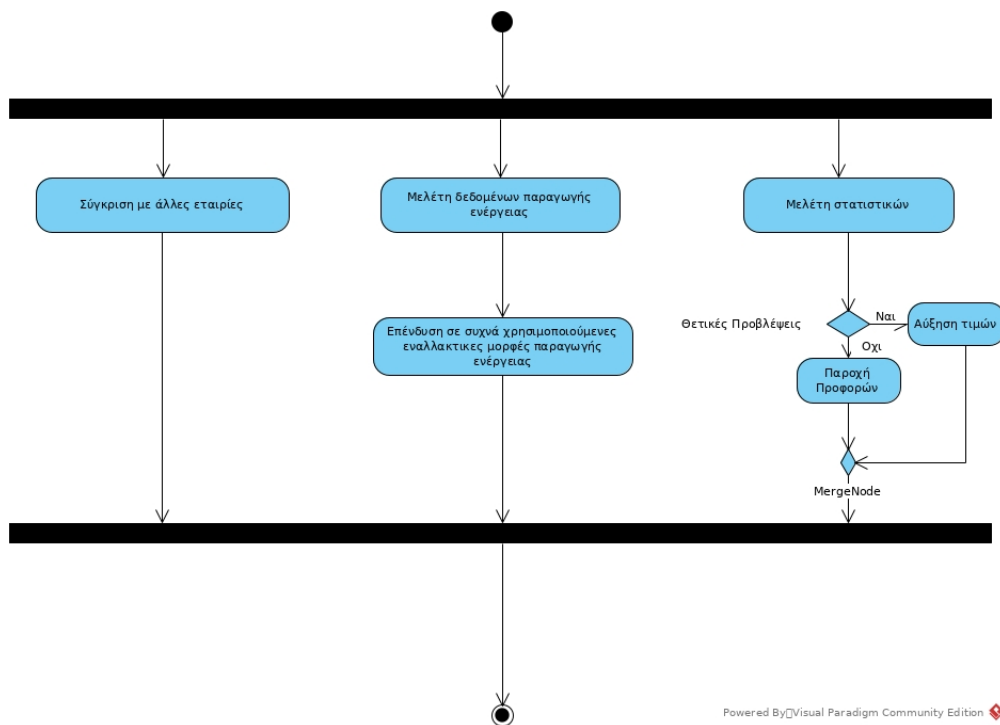 Σύγκριση με άλλες εταιρίες
Μελέτη δεδομένων παραγωγής
ενέργειας
Μελέτη στατιστικών
Επένδυση σε συχνά χρησιμοποιούμενες
εναλλακτικες μορφές παραγωγής
ενέργειας
Θετικές Προβλέψεις
Ναι
Αύξηση τιμών
Οχι
Παροχή
Προφορών
MergeNode
Powered By▯Visual Paradigm Community Edition